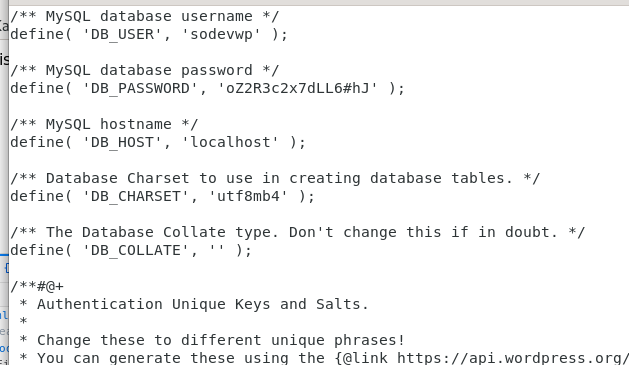 /** MySQL database username */
define( 'DB_USER', 'sodevwp' );
/** MySQL database password */
define( 'DB_PASSWORD', 'oZ2R3c2x7dLL6#hJ' );
/** MySQL hostname */
define( 'DB_HOST', 'localhost' );
/** Database Charset to use in creating database tables. */
define( 'DB_CHARSET', 'utf8mb4' );
/** The Database Collate type. Don't change this if in doubt. */
define( 'DB_COLLATE', '' );
/**#@+
* Authentication Unique Keys and Salts.
*
* Change these to different unique phrases!
* You can generate these using the {@link https://api.wordpress.org/